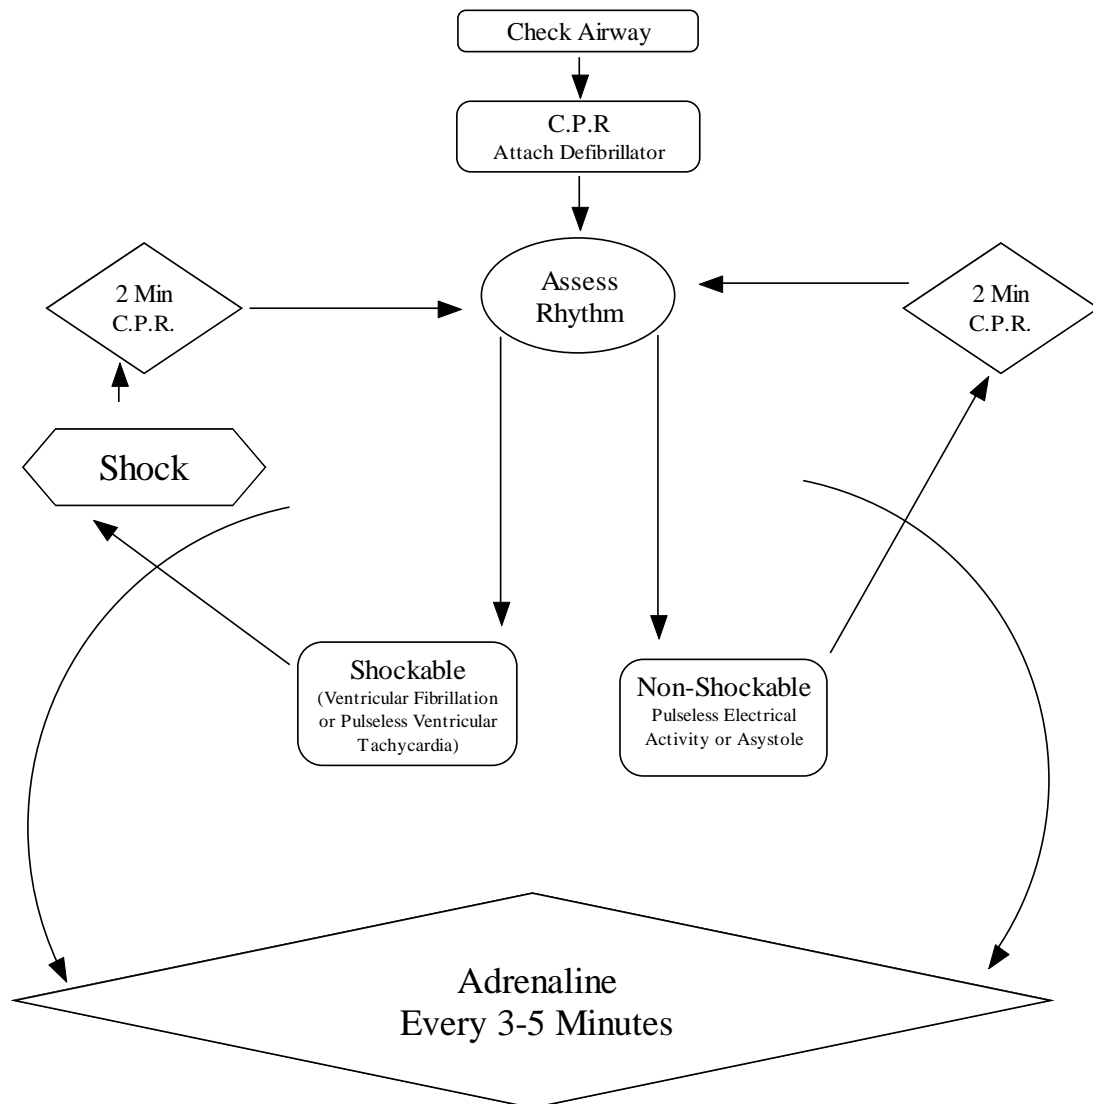 Check Airway
C.P.R
Attach Defibrillator
Assess
Rhythm
2 Min
C.P.R.
2 Min
C.P.R.
Shock
Shockable
(Ventricular Fibrillation
or Pulseless Ventricular
Tachycardia)
Non-Shockable
Pulseless Electrical
Activity or Asystole
Adrenaline
Every 3-5 Minutes